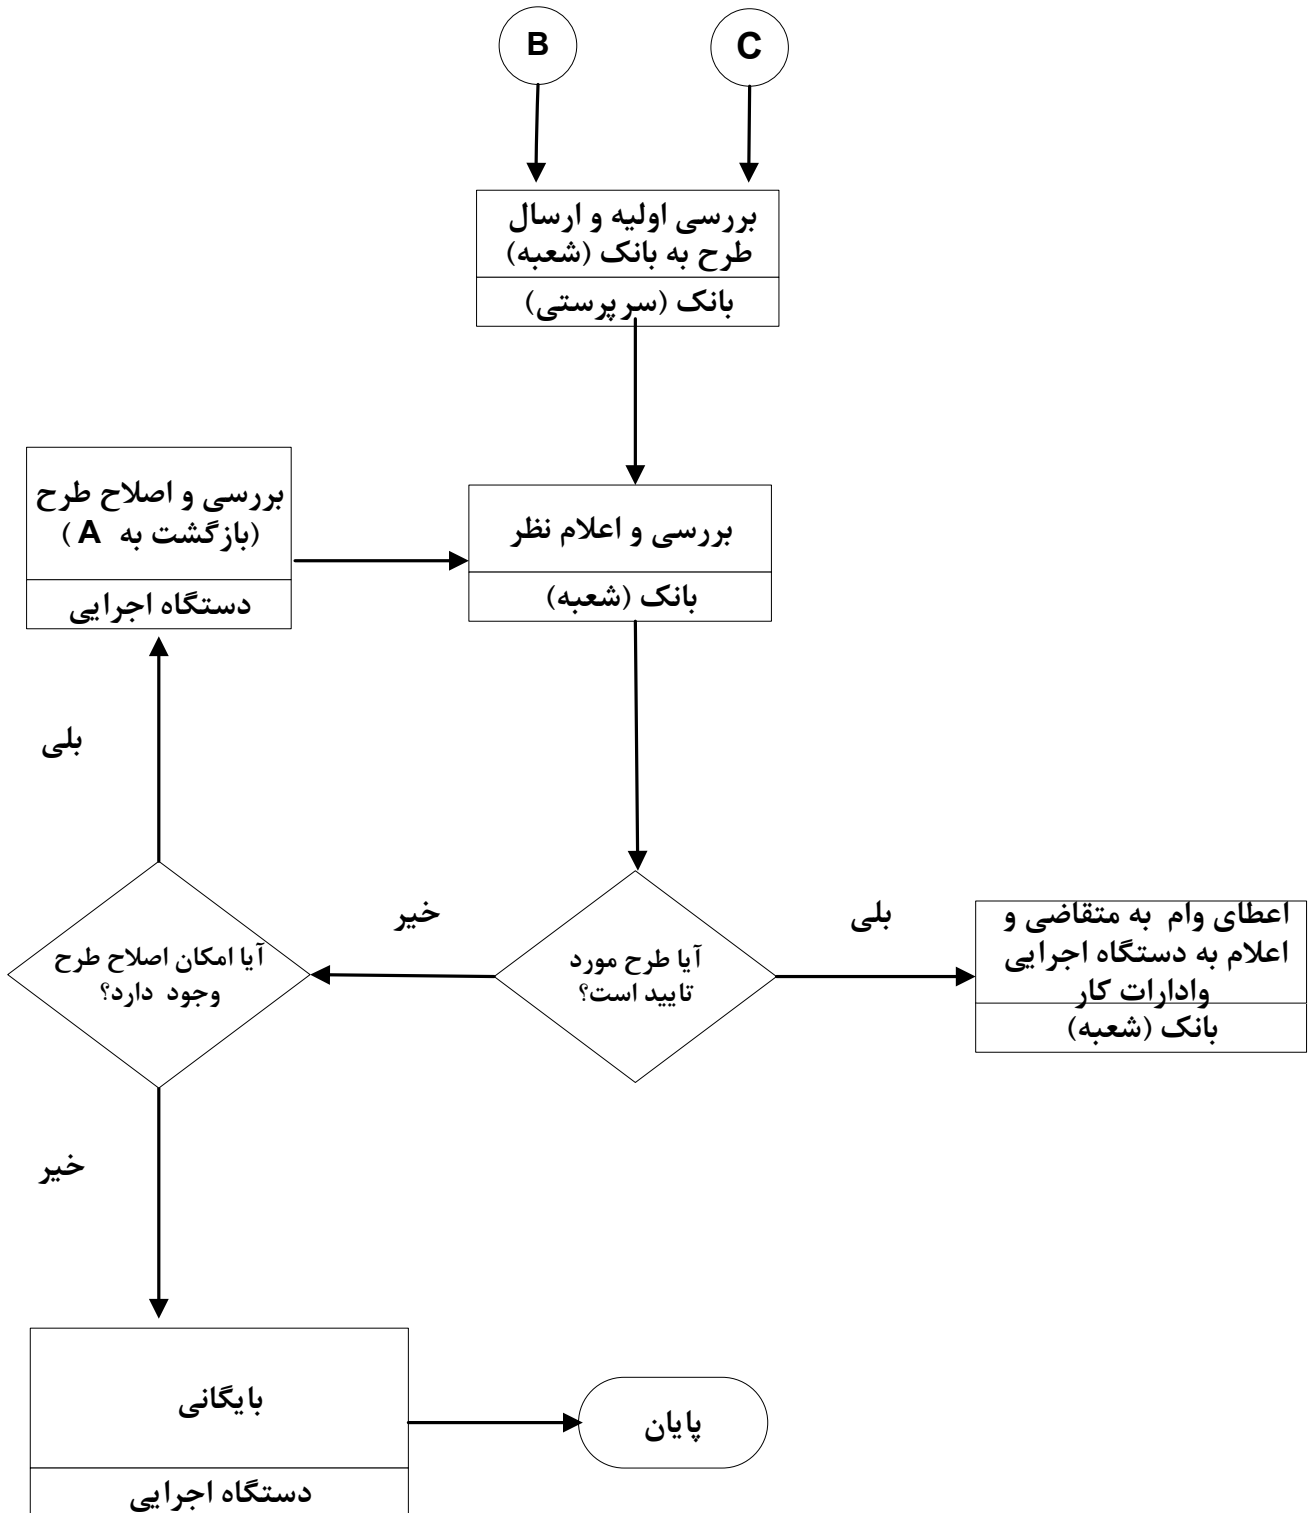 B
C
بررسی اولیه و ارسال
طرح به بانک (شعبه)
بانک (سرپرستی)
بررسی و اصلاح طرح
(بازگشت به A )
دستگاه اجرایی
بررسی و اعلام نظر
بانک (شعبه)
بلی
خیر
بلی
آیا امکان اصلاح طرح
وجود دارد؟
آیا طرح مورد
تایید است؟
اعطای وام به متقاضی و
اعلام به دستگاه اجرایی
وادارات کار
بانک (شعبه)
خیر
بایگانی
دستگاه اجرایی
پایان